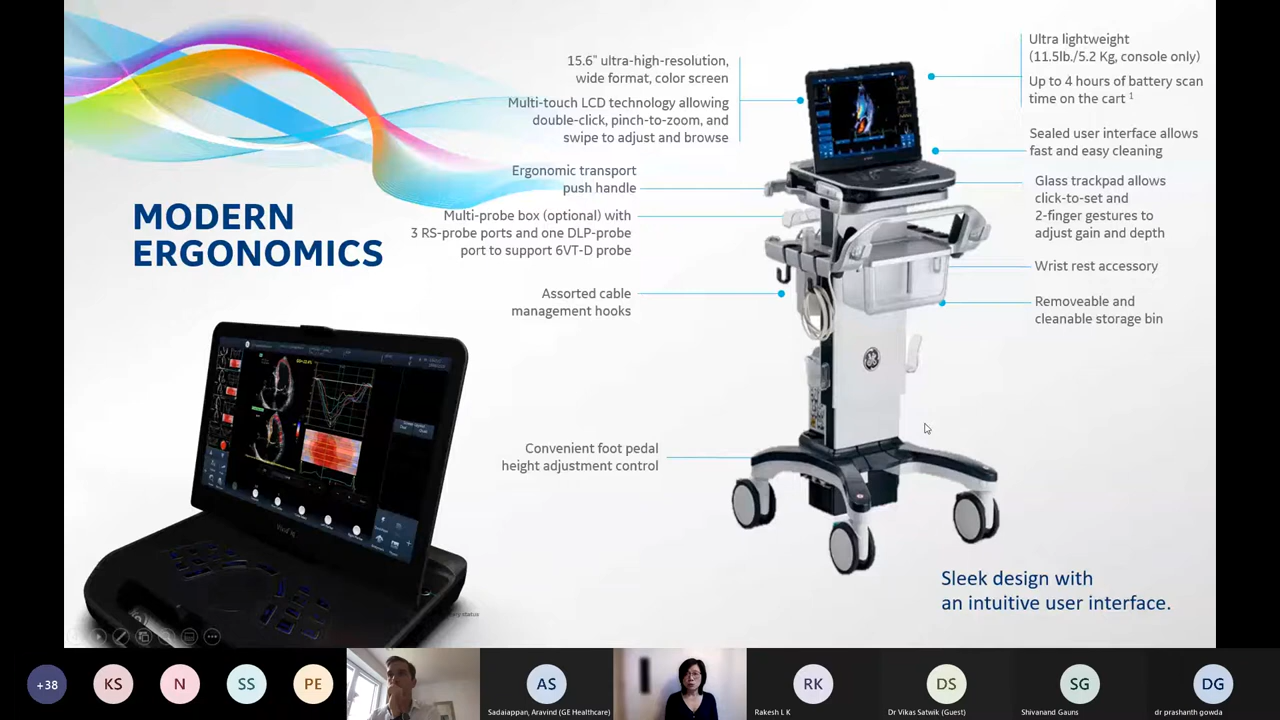 MODERN
ERGONOMICS
15.6" ultra-high-resolution,
wide format, color screen
Multi-touch LCD technology allowing
double-click, pinch-to-zoom, and
swipe to adjust and browse
Ergonomic transport
push handle
Multi-probe box (optional) with
3 RS-probe ports and one DLP-probe
port to support 6VT-D probe
Assorted cable
management hooks
Convenient foot pedal
height adjustment control
Ultra lightweight
(11.5lb./5.2 Kg, console only)
Up to 4 hours of battery scan
time on the cart 1
Sealed user interface allows
fast and easy cleaning
Glass trackpad allows
click-to-set and
2-finger gestures to
adjust gain and depth
Wrist rest accessory
Removeable and
cleanable storage bin
Sleek design with
an intuitive user interface.
status
+38
KS
N
SS
PE
AS
Sadaiappan, Aravind (GE Healthcare)
RK
Rakesh L K
DS
Dr Vikas Satwik (Guest)
SG
Shivanand Gauns
DG
dr prashanth gowda